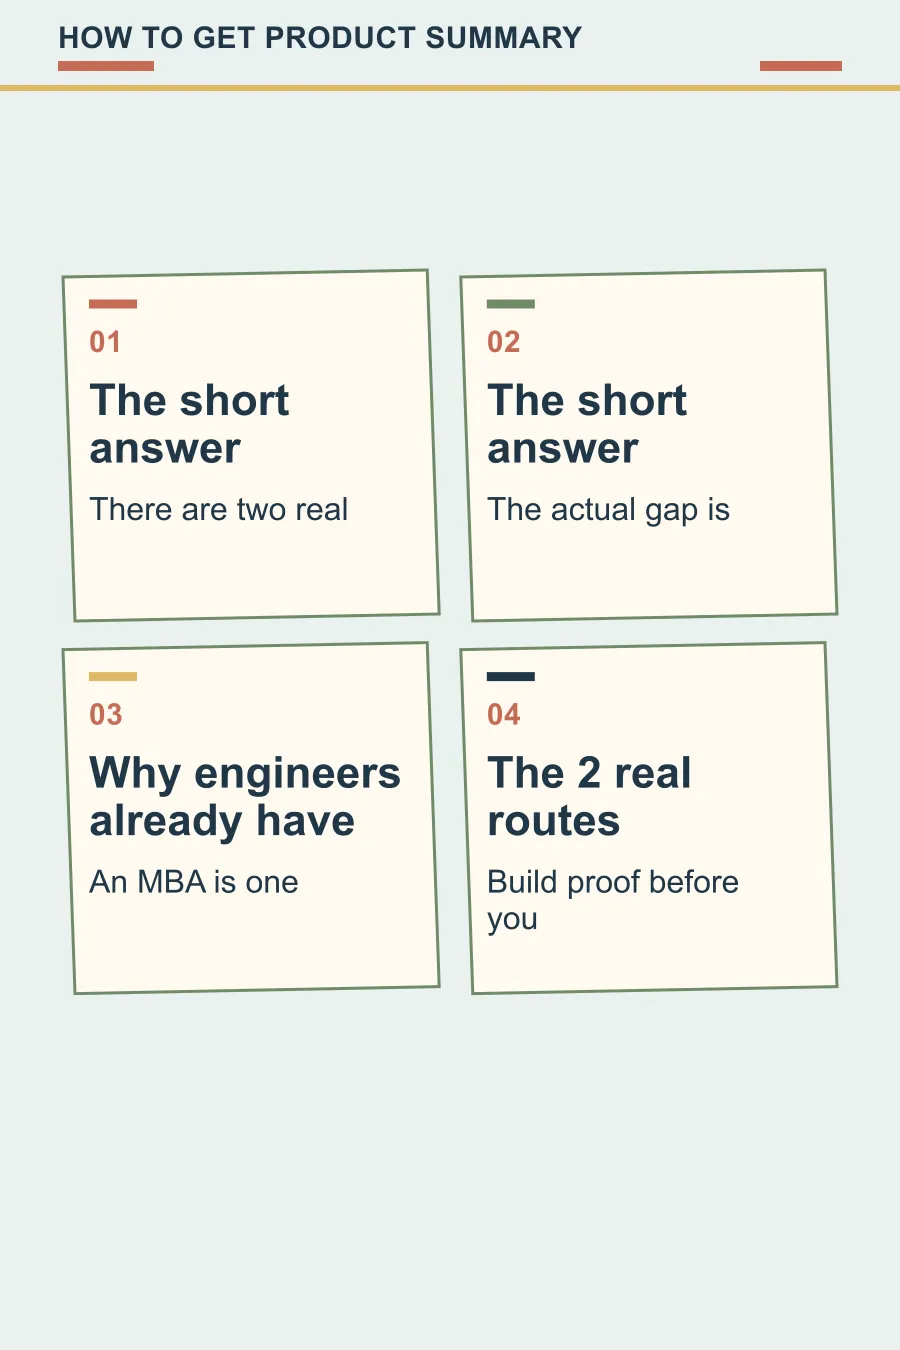 HOW TO GET PRODUCT SUMMARY
01
The short
answer
There are two real
02
The short
answer
The actual gap is
03
Why engineers
already have
An MBA is one
04
The 2 real
routes
Build proof before
you